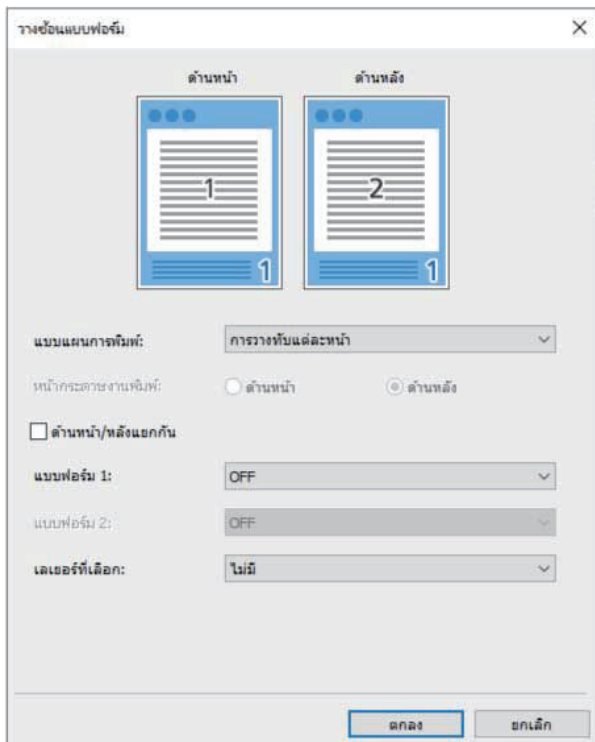 วางซ้อนแบบฟอร์ม
ด้านหน้า ด้านหลัง
1 2
1 1
แบบแผนการพิมพ์: การวางทับแต่ละหน้า
หน้ากระดาษงานพิมพ์: ด้านหน้า ด้านหลัง
ด้านหน้า/หลังแยกกัน
แบบฟอร์ม 1: OFF
แบบฟอร์ม 2: OFF
เลเยอร์ที่เลือก: ไม่มี
ตกลง ยกเลิก